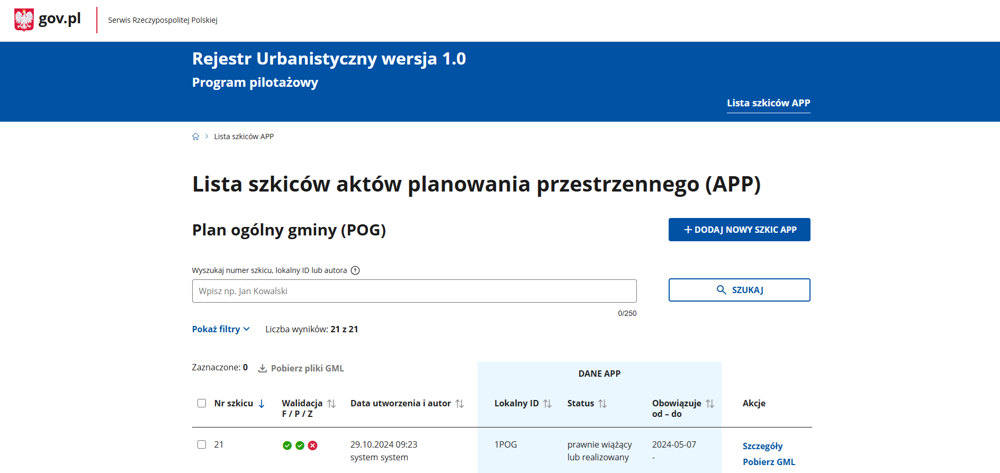 gov.pl
Serwis Rzeczypospolitej Polskiej
Rejestr Urbanistyczny wersja 1.0
Program pilotażowy
Lista szkiców APP
Lista szkiców APP
Lista szkiców aktów planowania przestrzennego (APP)
Plan ogólny gminy (POG)
+ DODAJ NOWY SZKIC APP
Wyszukaj numer szkicu, lokalny ID lub autora ?
Wpisz np. Jan Kowalski
SZUKAJ
0/250
Pokaż filtry
Liczba wyników: 21 z 21
Zaznaczone: 0
Pobierz pliki GML
DANE APP
Nr szkicu
Walidacja
F / P / Z
Data utworzenia i autor
Lokalny ID
Status
Obowiązuje
od – do
Akcje
21
29.10.2024 09:23
system system
1POG
prawnie wiążący
lub realizowany
2024-05-07
-
Szczegóły
Pobierz GML